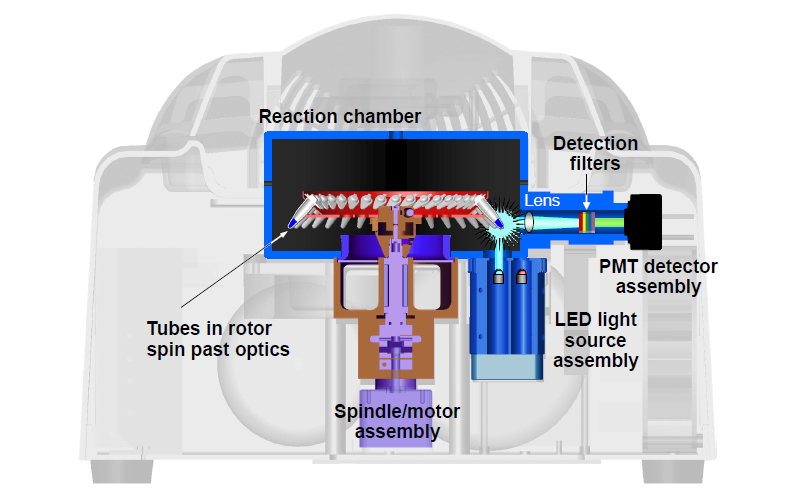 Reaction chamber
Detection
filters
Lens
PMT detector
assembly
LED light
source
assembly
Tubes in rotor
spin past optics
Spindle/motor
assembly